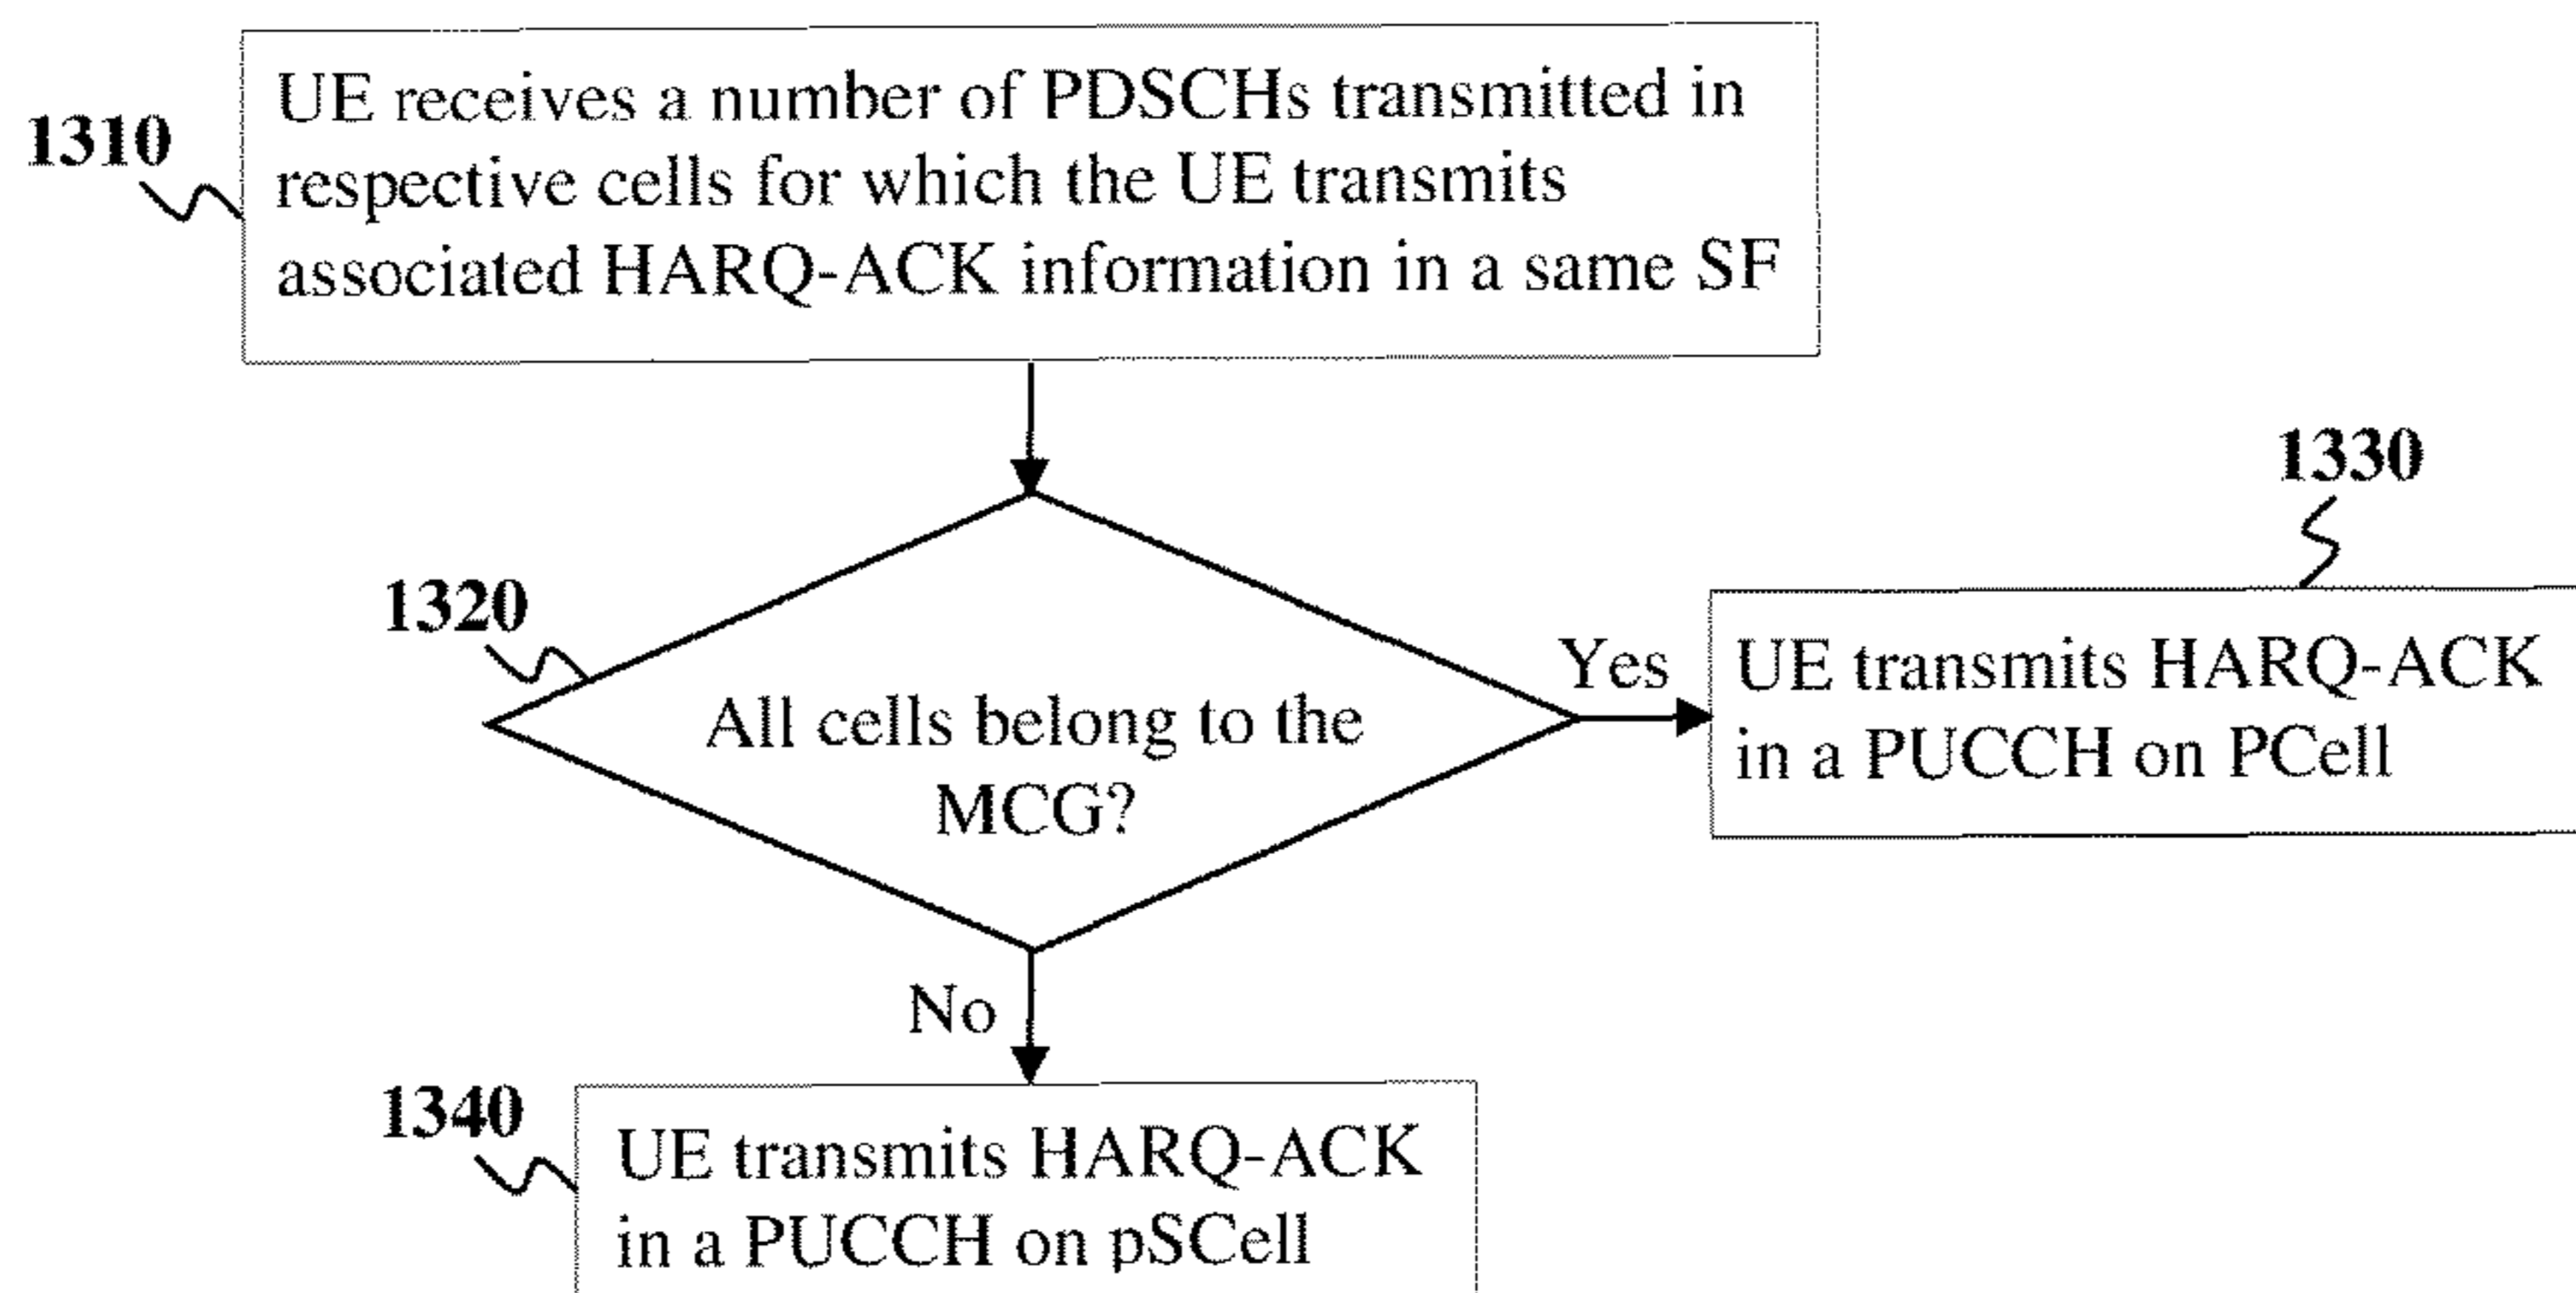 1310
UE receives a number of PDSCHs transmitted in
respective cells for which the UE transmits
associated HARQ-ACK information in a same SF
1320
All cells belong to the
MCG?
Yes
1330
UE transmits HARQ-ACK
in a PUCCH on PCell
No
1340
UE transmits HARQ-ACK
in a PUCCH on pSCell